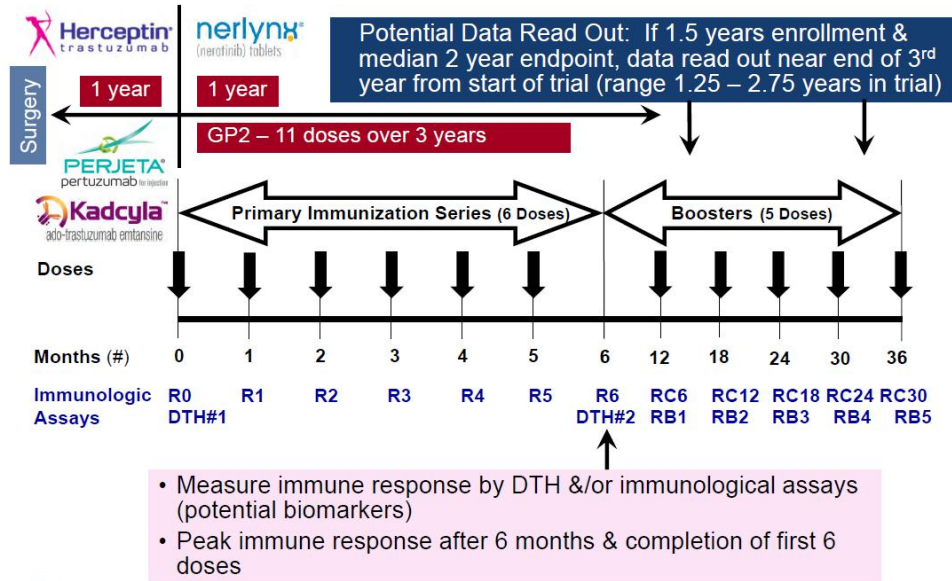 Herceptin®
trastuzumab
nerlynx®
(neratinib) tablets
Potential Data Read Out: If 1.5 years enrollment &
median 2 year endpoint, data read out near end of 3rd
year from start of trial (range 1.25 – 2.75 years in trial)
Surgery
1 year
1 year
GP2 – 11 doses over 3 years
PERJETA®
pertuzumab for injection
Kadcyla™
ado-trastuzumab emtansine
Primary Immunization Series (6 Doses)
Boosters (5 Doses)
Doses
Months (#) 0 1 2 3 4 5 6 12 18 24 30 36
Immunologic R0 R1 R2 R3 R4 R5 R6 RC6 RC12 RC18 RC24 RC30
Assays DTH#1 DTH#2 RB1 RB2 RB3 RB4 RB5
• Measure immune response by DTH &/or immunological assays
(potential biomarkers)
• Peak immune response after 6 months & completion of first 6
doses